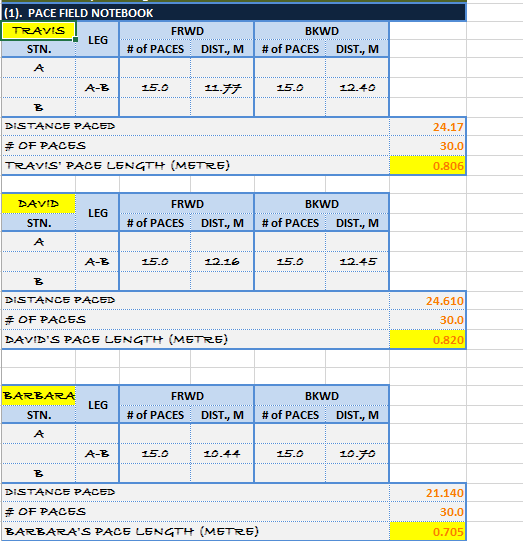 (1). PACE FIELD NOTEBOOK
TRAVIS LEG FRWD BKWD
STN. # of PACES DIST., M # of PACES DIST., M
A
A-B 15.0 11.77 15.0 12.40
B
DISTANCE PACED 24.17
# OF PACES 30.0
TRAVIS' PACE LENGTH (METRE) 0.806
DAVID LEG FRWD BKWD
STN. # of PACES DIST., M # of PACES DIST., M
A
A-B 15.0 12.16 15.0 12.45
B
DISTANCE PACED 24.610
# OF PACES 30.0
DAVID'S PACE LENGTH (METRE) 0.820
BARBARA LEG FRWD BKWD
STN. # of PACES DIST., M # of PACES DIST., M
A
A-B 15.0 10.44 15.0 10.70
B
DISTANCE PACED 21.140
# OF PACES 30.0
BARBARA'S PACE LENGTH (METRE) 0.705